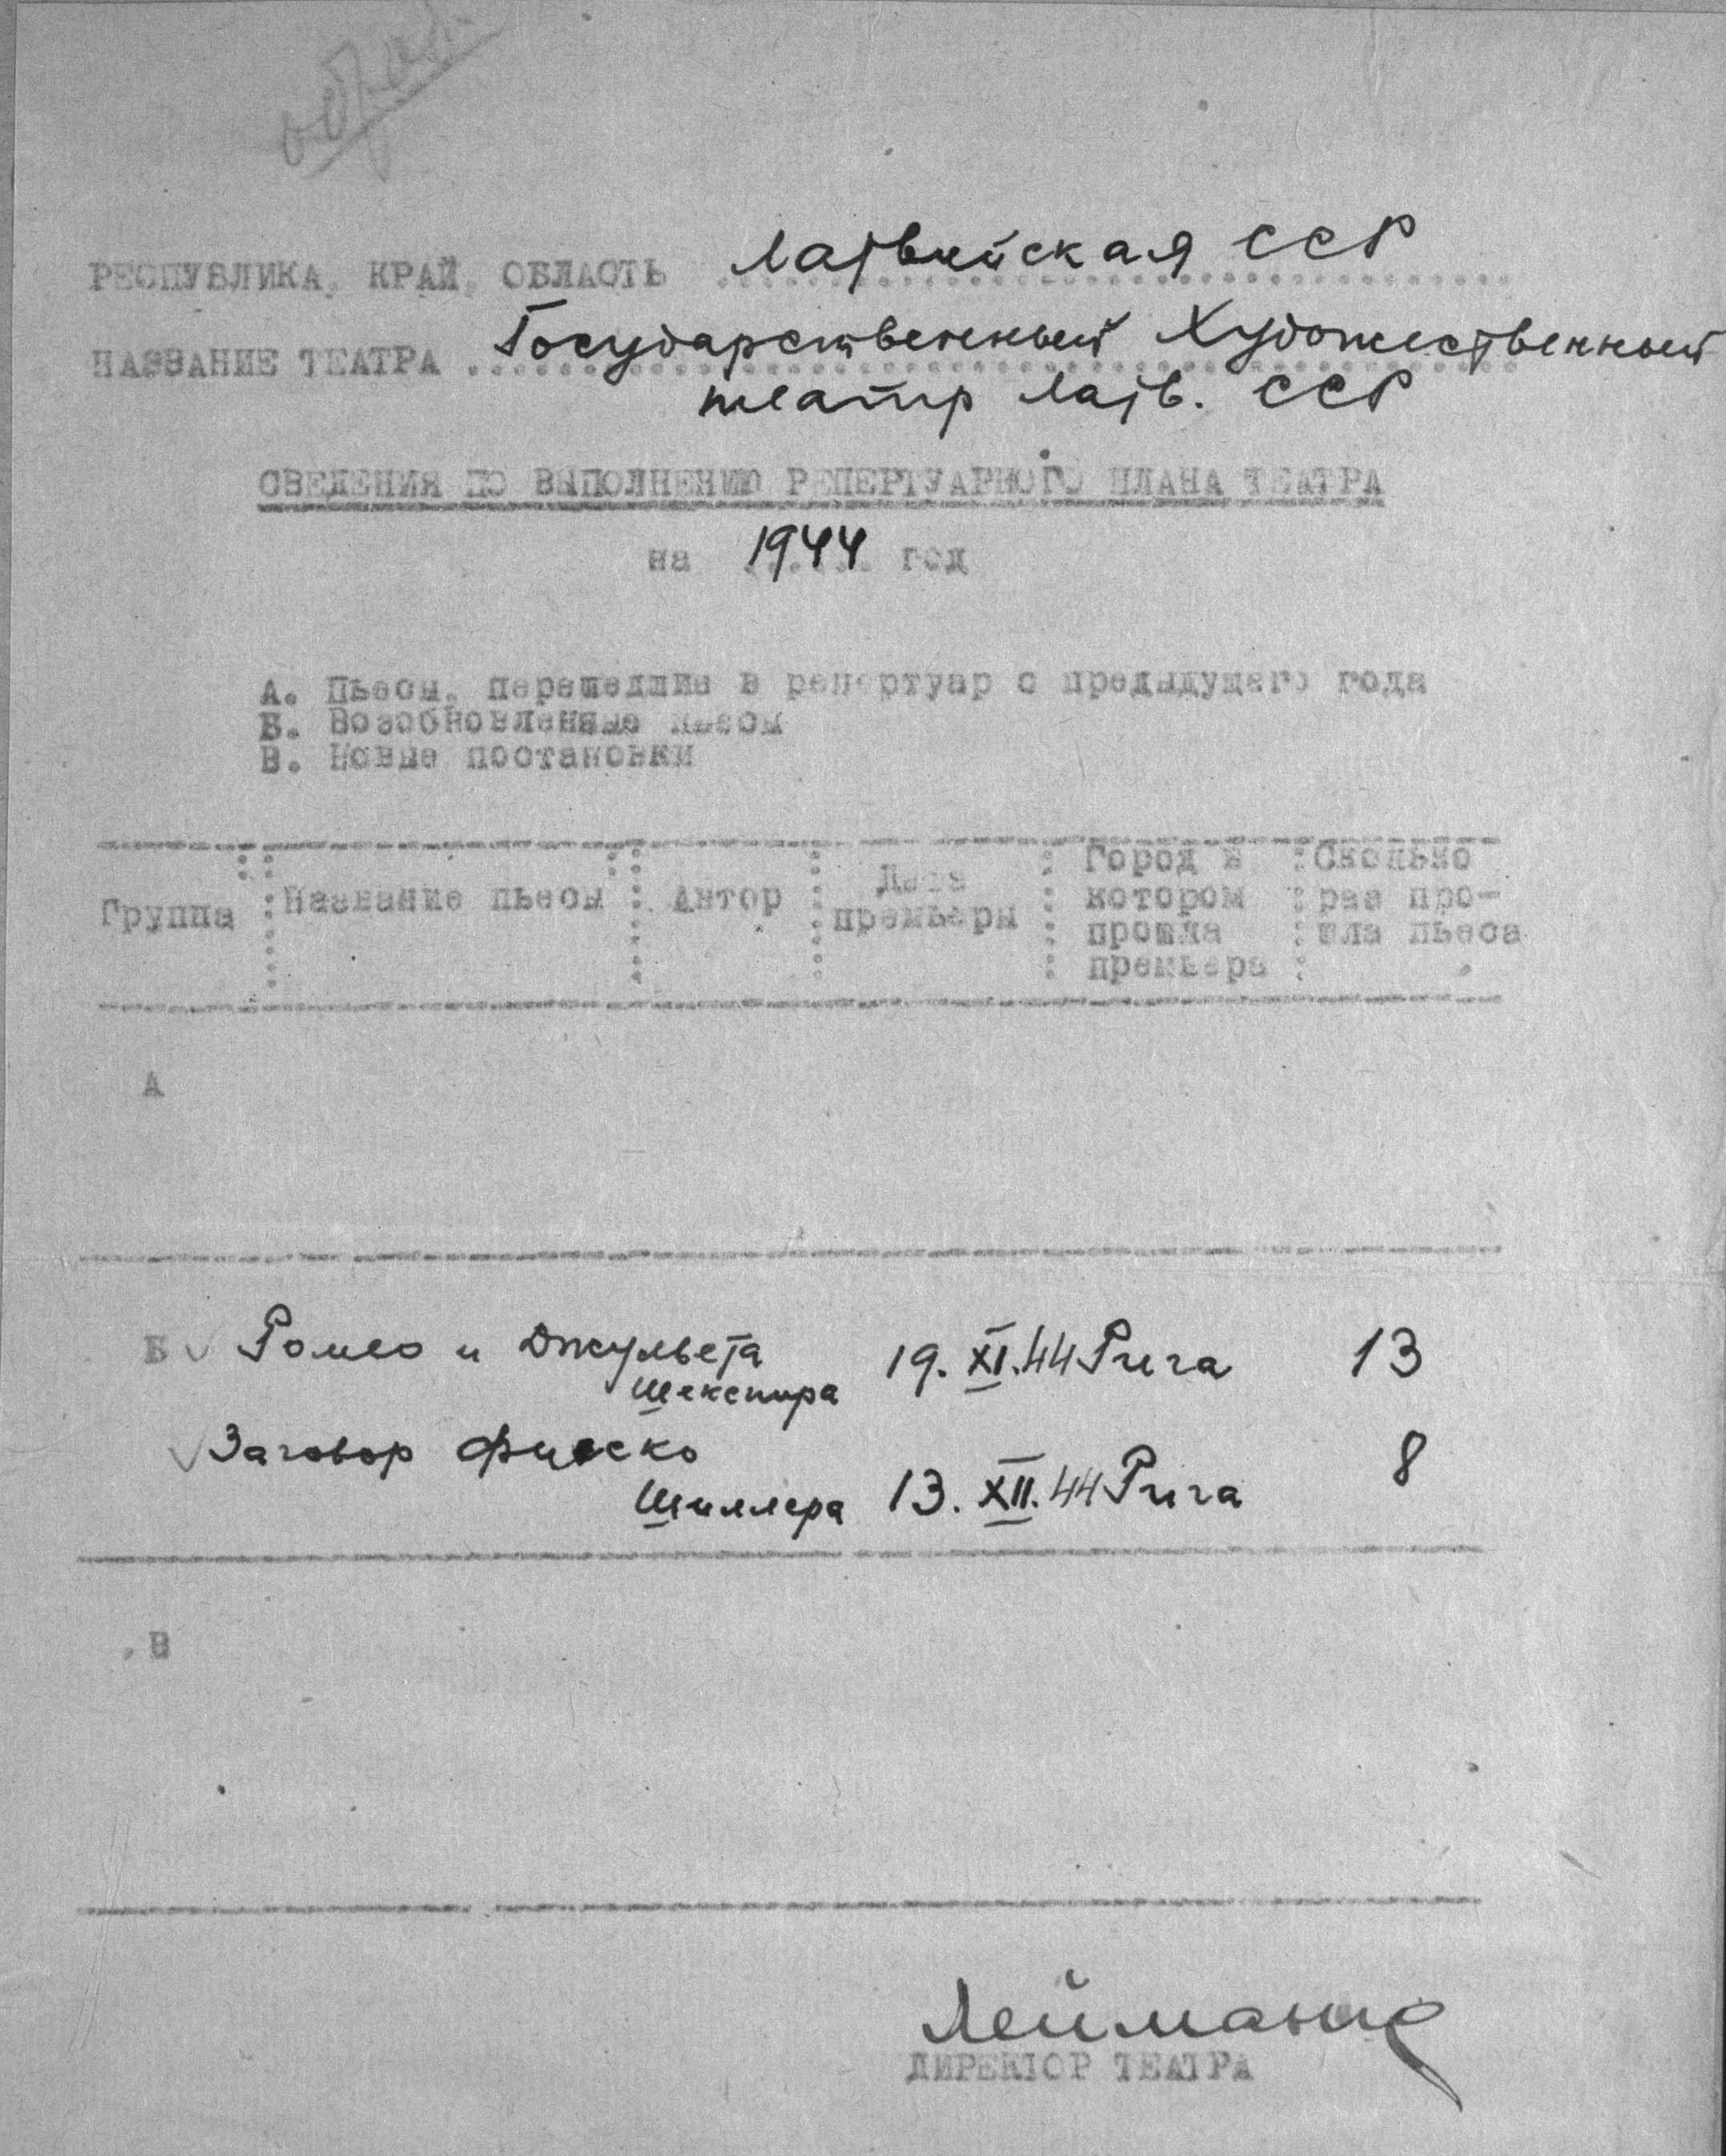 РЕСПУБЛИКА, КРАЙ, ОБЛАСТЬ Латвийская ССР
НАЗВАНИЕ ТЕАТРА Государственный Художественный
театр Латв. ССР
СВЕДЕНИЯ ПО ВЫПОЛНЕНИЮ РЕПЕРТУАРНОГО ПЛАНА ТЕАТРА
на 1944 год
А. Пьесы, перешедшие в репертуар с предыдущего года
Б. Возобновленные пьесы
В. Новые постановки
Группа : Название пьесы : Автор : Дата премьеры : Город в котором прошла премьера : Сколько раз про-шла пьеса
А
Б ✓ Ромео и Джульета
Шекспира 19. XI.44 Рига 13
✓ Заговор Фиеско
Шиллера 13. XII.44 Рига 8
В
Лейманис
ДИРЕКТОР ТЕАТРА